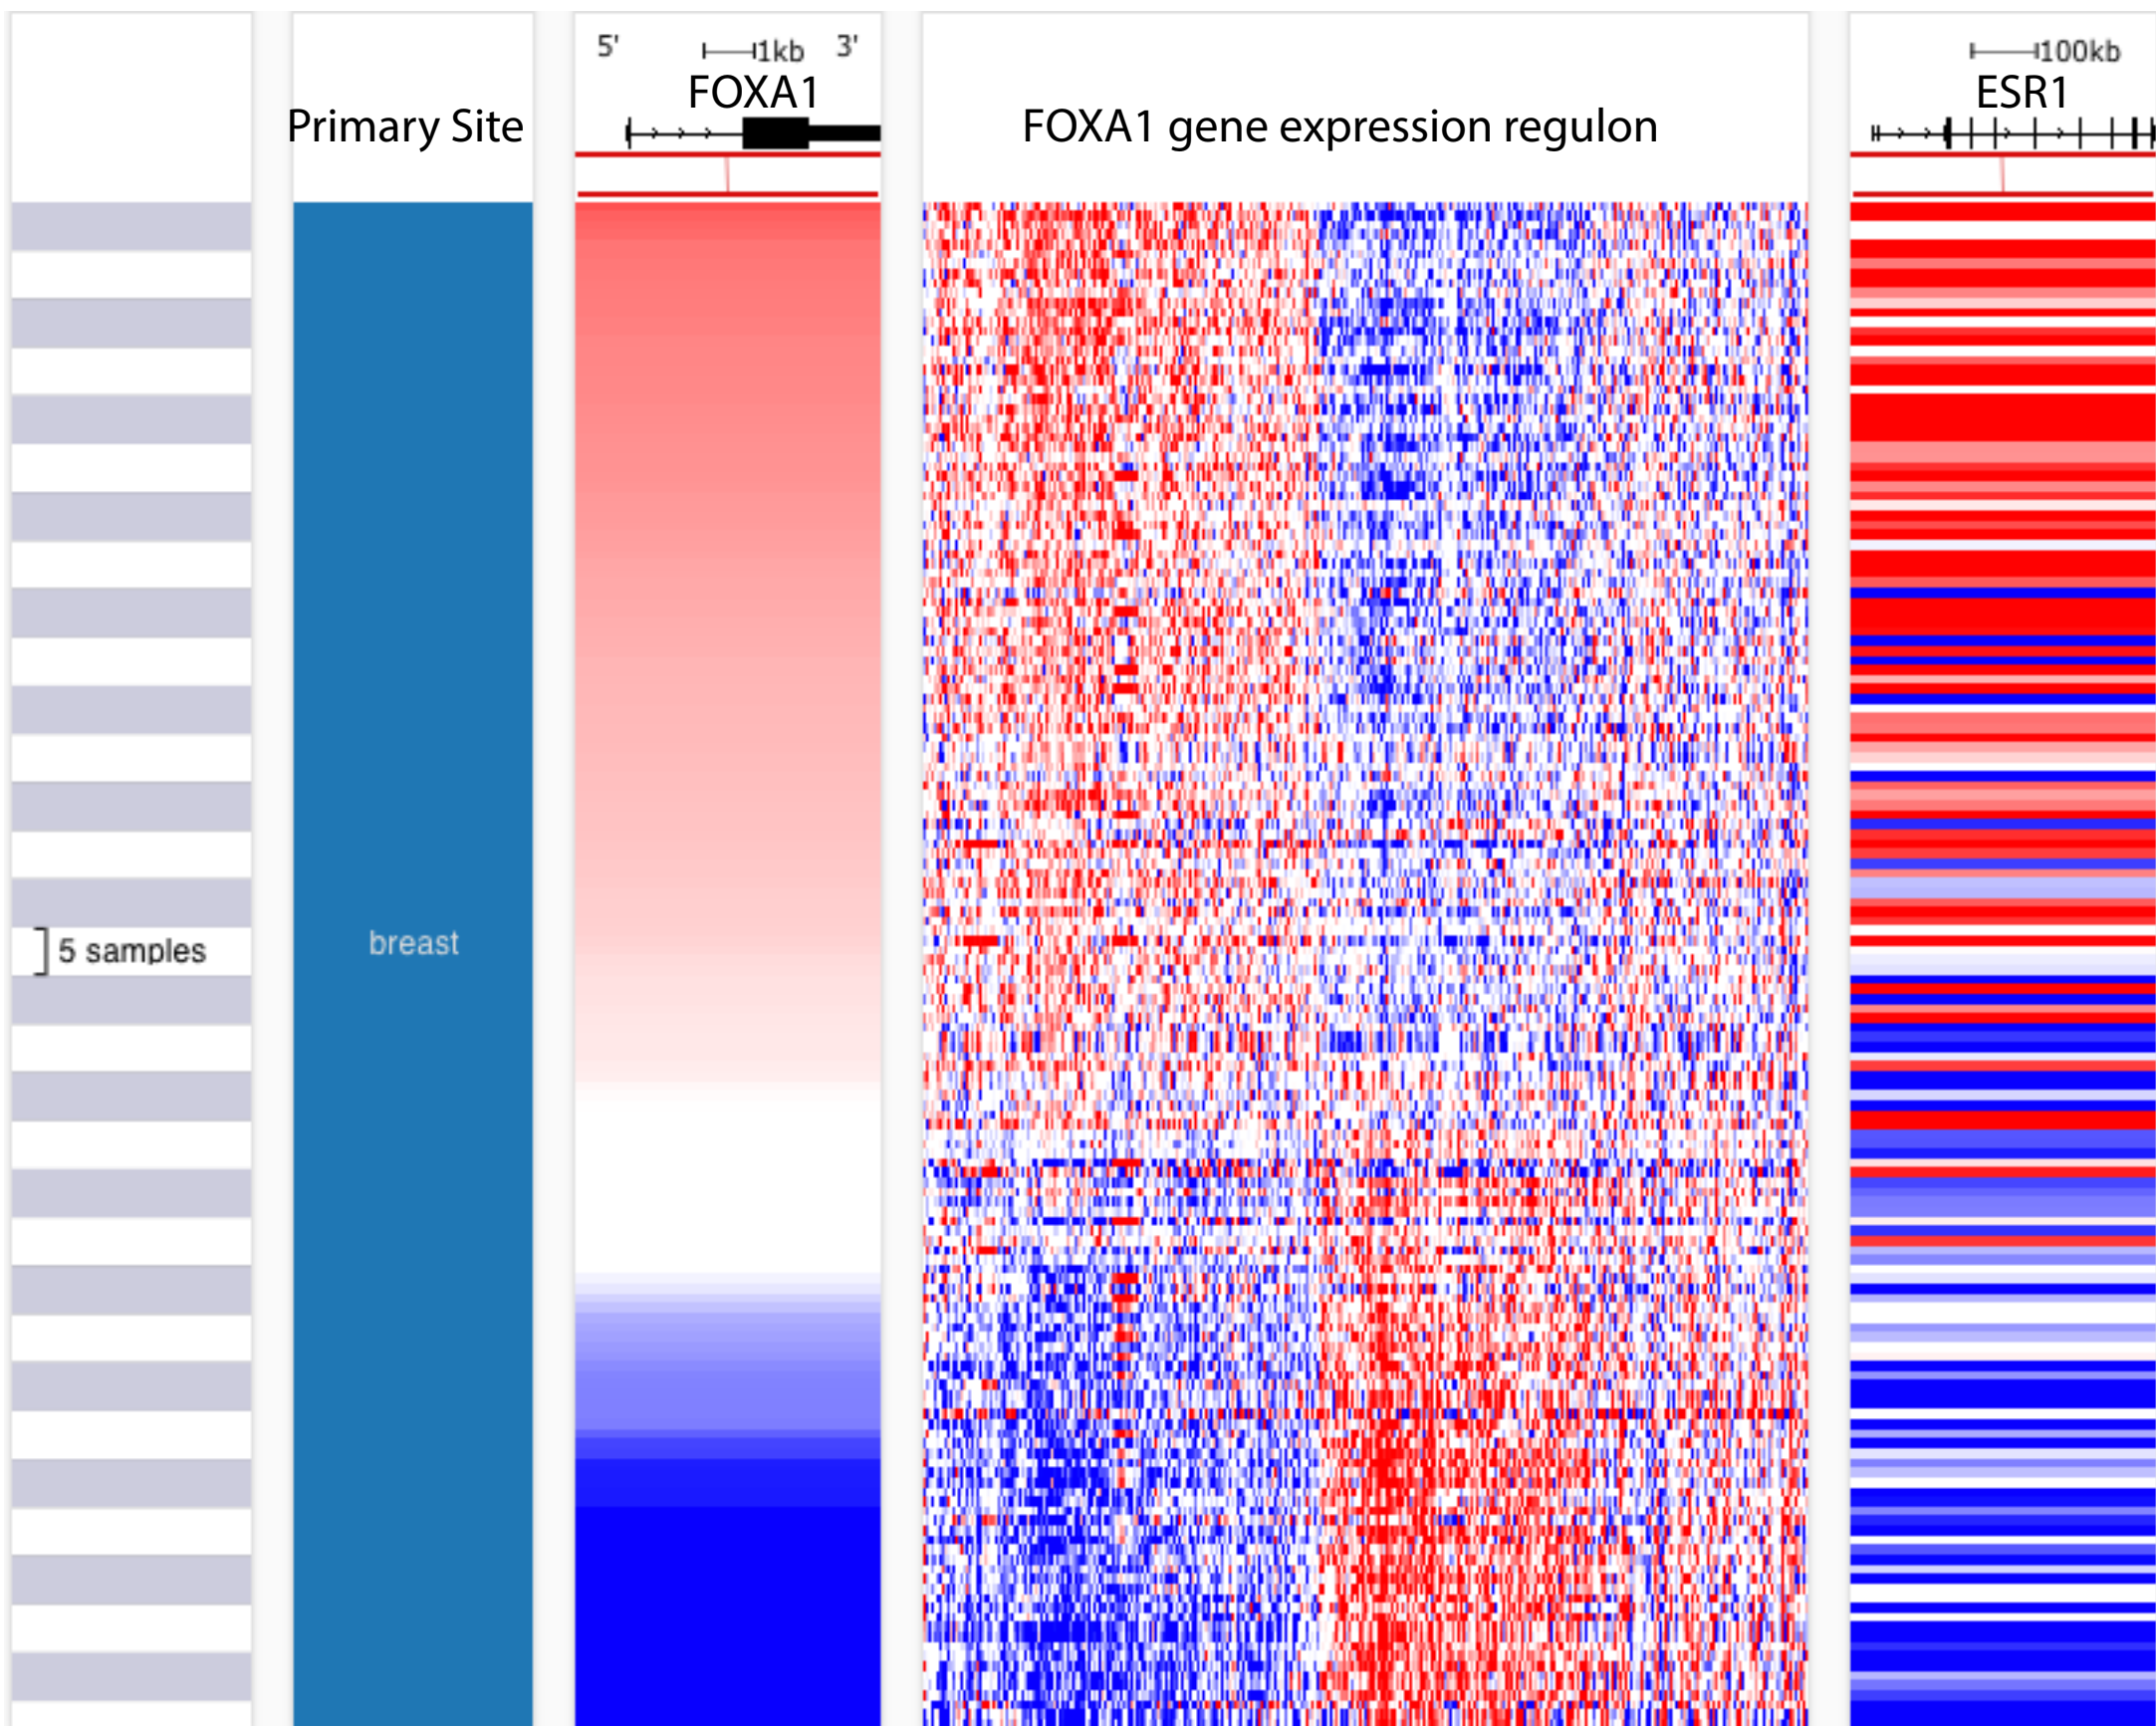 5' 1kb 3'
FOXA1
Primary Site
FOXA1 gene expression regulon
100kb
ESR1
5 samples
breast